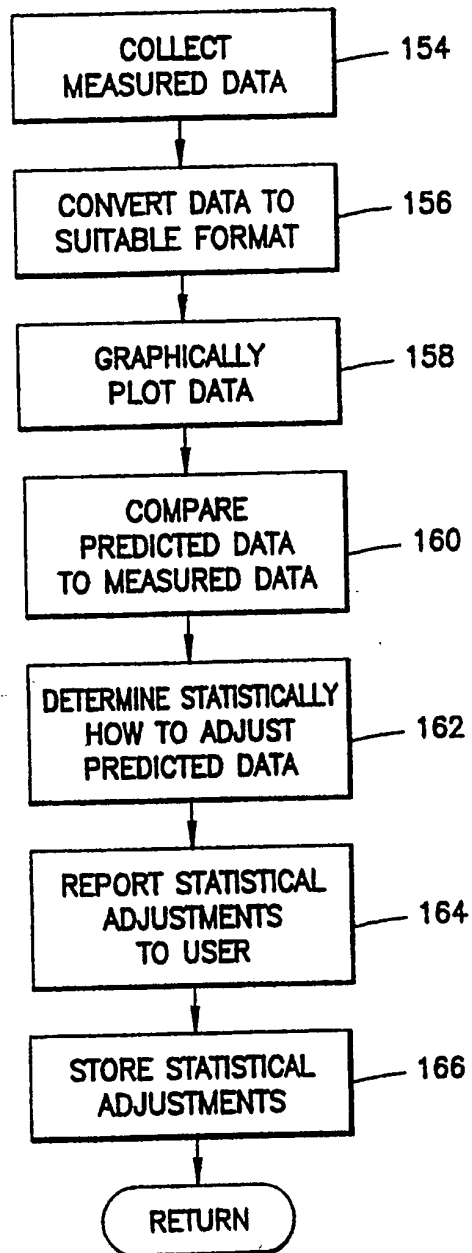 COLLECT
MEASURED DATA
154
CONVERT DATA TO
SUITABLE FORMAT
156
GRAPHICALLY
PLOT DATA
158
COMPARE
PREDICTED DATA
TO MEASURED DATA
160
DETERMINE STATISTICALLY
HOW TO ADJUST
PREDICTED DATA
162
REPORT STATISTICAL
ADJUSTMENTS
TO USER
164
STORE STATISTICAL
ADJUSTMENTS
166
RETURN